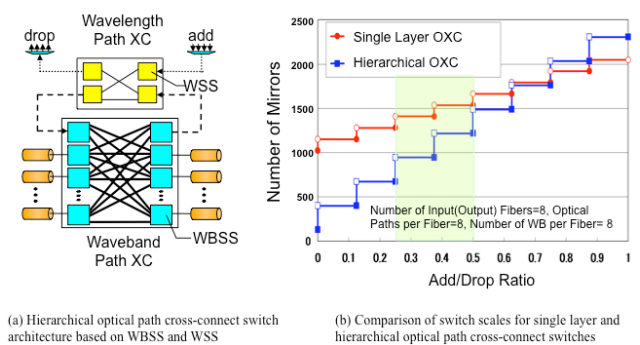 (a)
Wavelength
Path XC
drop
add
WSS
WBSS
Waveband
Path XC
(b)
2500
2000
1500
1000
500
0
Number of Mirrors
Single Layer OXC
Hierarchical OXC
Number of Input(Output) Fibers=8, Optical
Paths per Fiber=8, Number of WB per Fiber= 8
0 0.1 0.2 0.3 0.4 0.5 0.6 0.7 0.8 0.9 1
Add/Drop Ratio
(a) Hierarchical optical path cross-connect switch
architecture based on WBSS and WSS
(b) Comparison of switch scales for single layer and
hierarchical optical path cross-connect switches